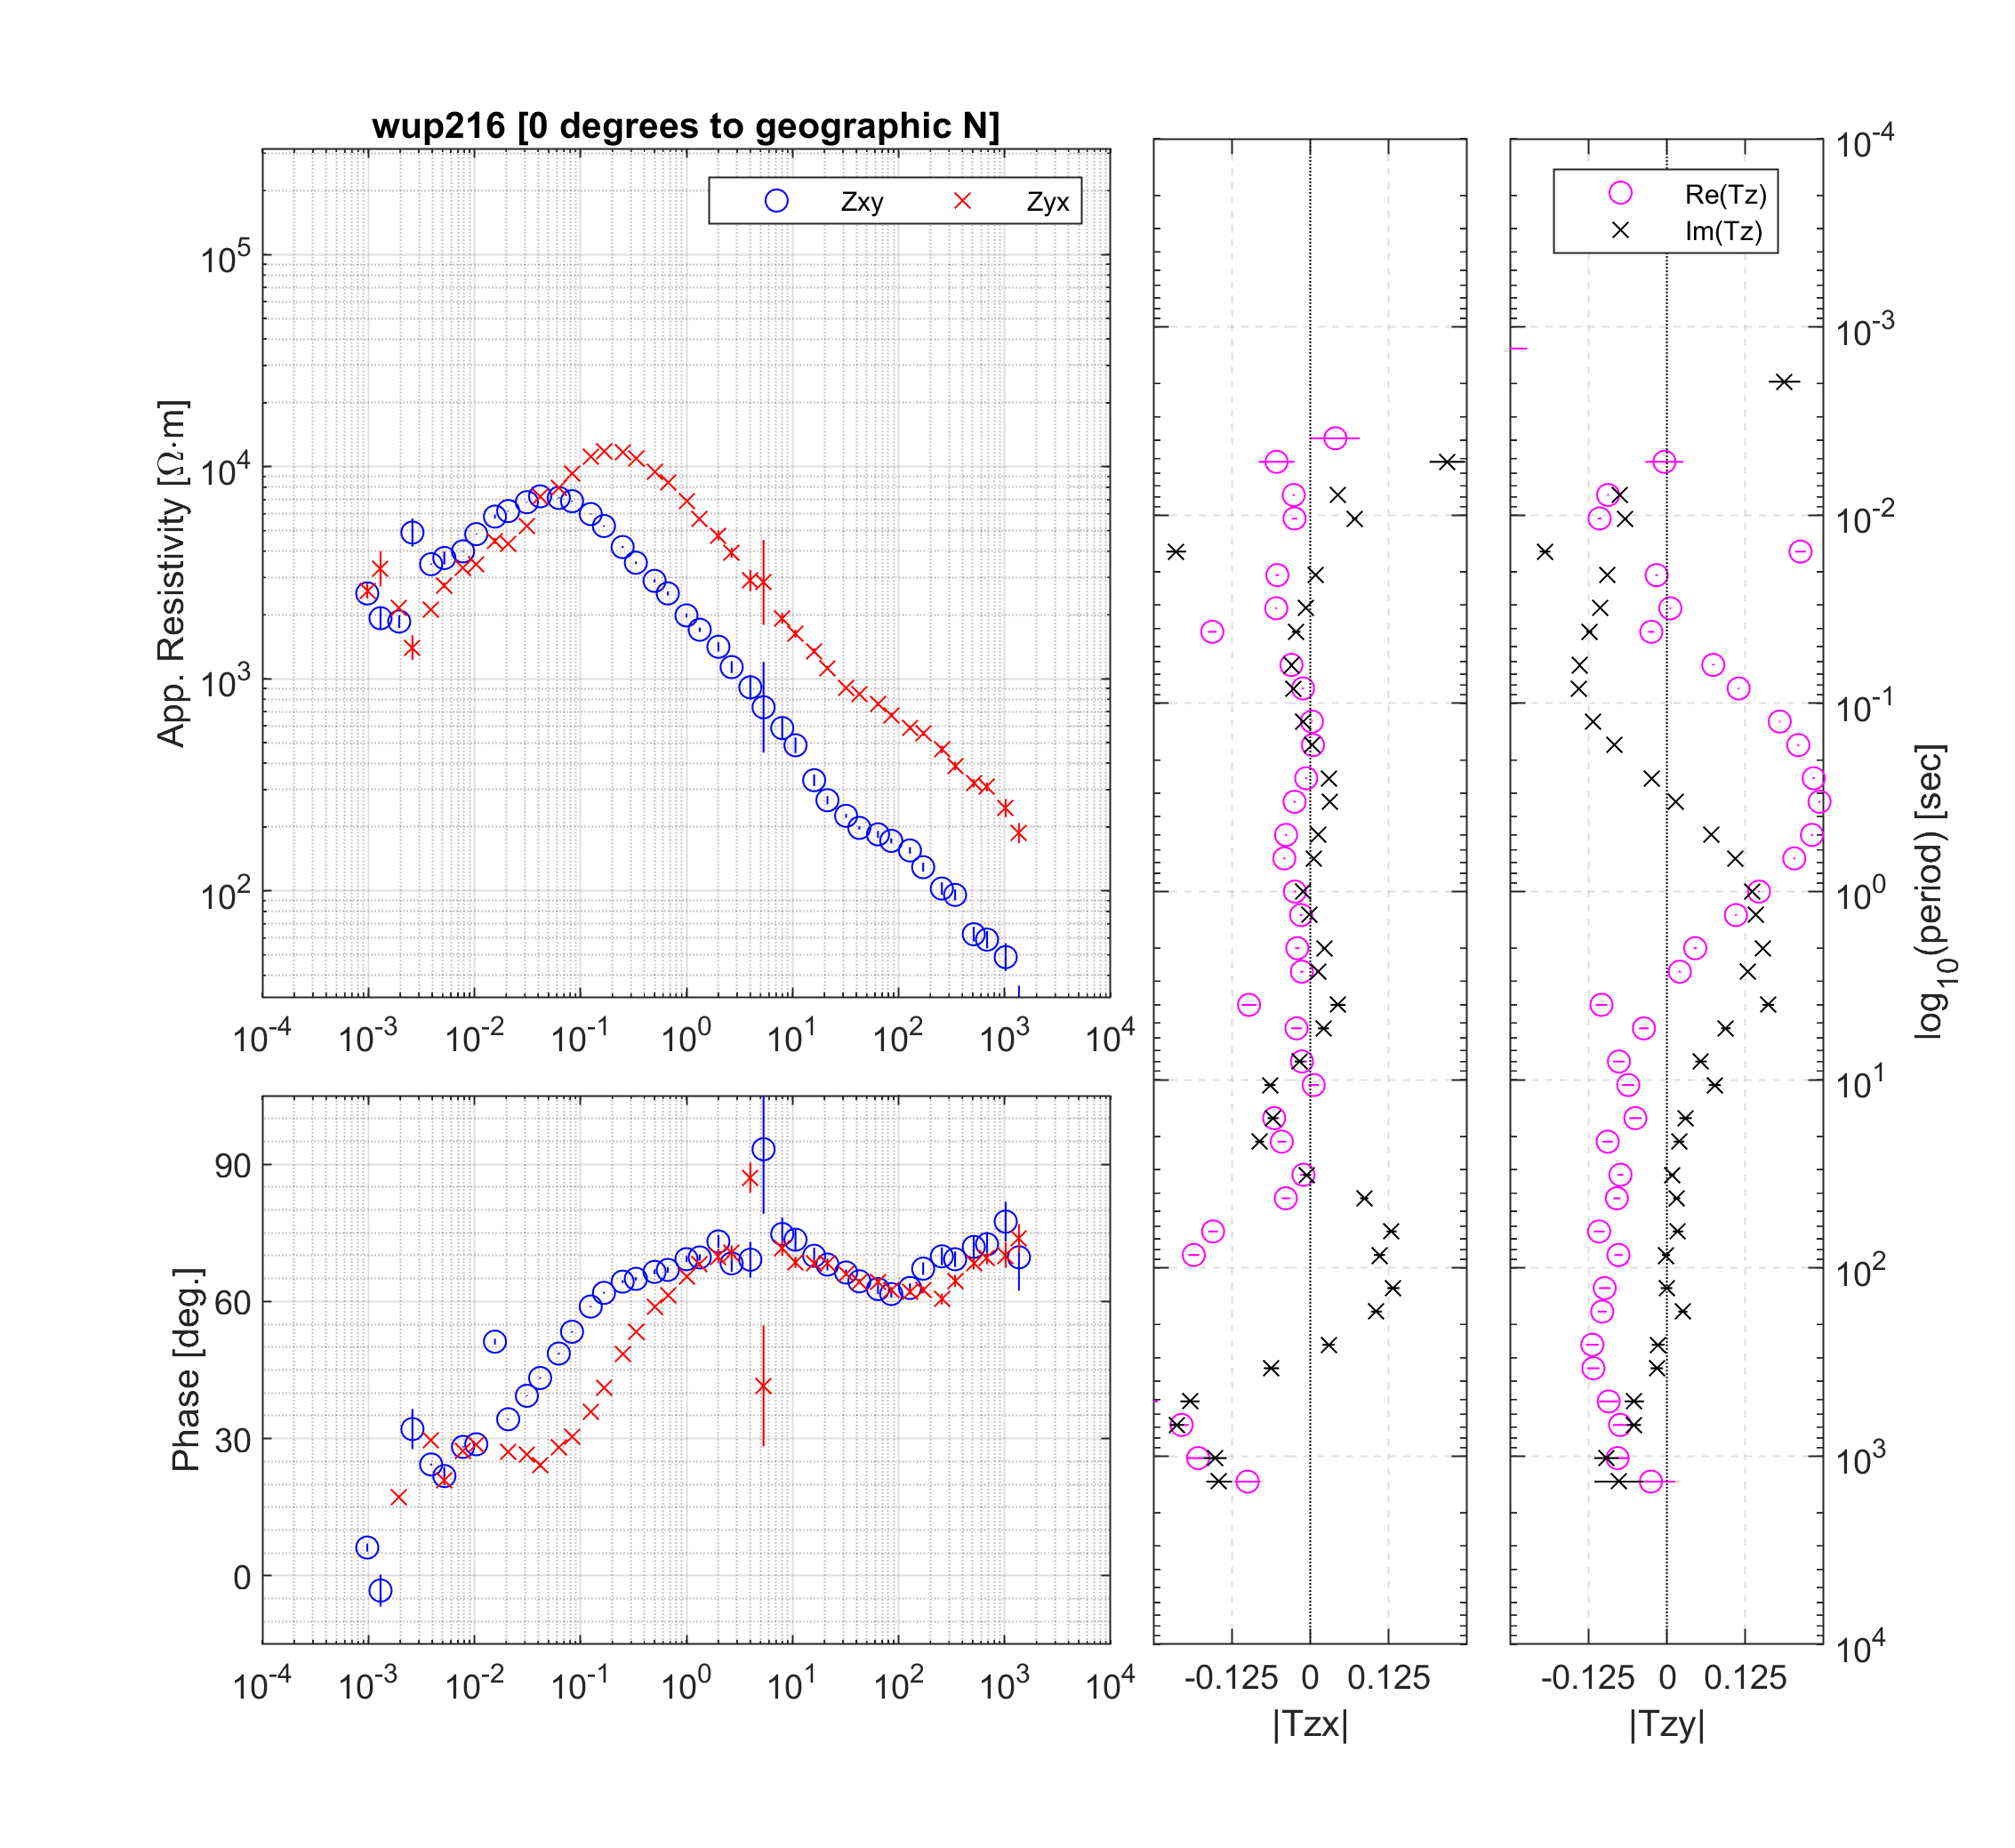 wup216 [0 degrees to geographic N]
Zxy Zyx
App. Resistivity [Ω·m]
10^5
10^4
10^3
10^2
10^-4 10^-3 10^-2 10^-1 10^0 10^1 10^2 10^3 10^4
Phase [deg.]
90
60
30
0
10^-4 10^-3 10^-2 10^-1 10^0 10^1 10^2 10^3 10^4
-0.125 0 0.125
|Tzx|
Re(Tz)
Im(Tz)
-0.125 0 0.125
|Tzy|
10^-4
10^-3
10^-2
10^-1
10^0
10^1
10^2
10^3
10^4
log10(period) [sec]